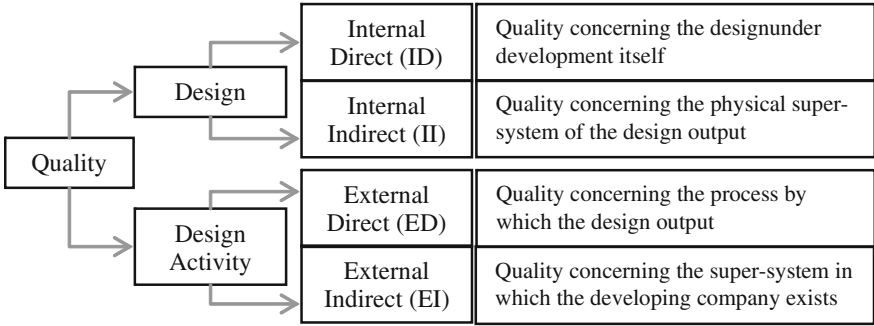 Quality
Design
Design
Activity
Internal
Direct (ID)
Quality concerning the designunder
development itself
Internal
Indirect (II)
Quality concerning the physical super-
system of the design output
External
Direct (ED)
Quality concerning the process by
which the design output
External
Indirect (EI)
Quality concerning the super-system in
which the developing company exists